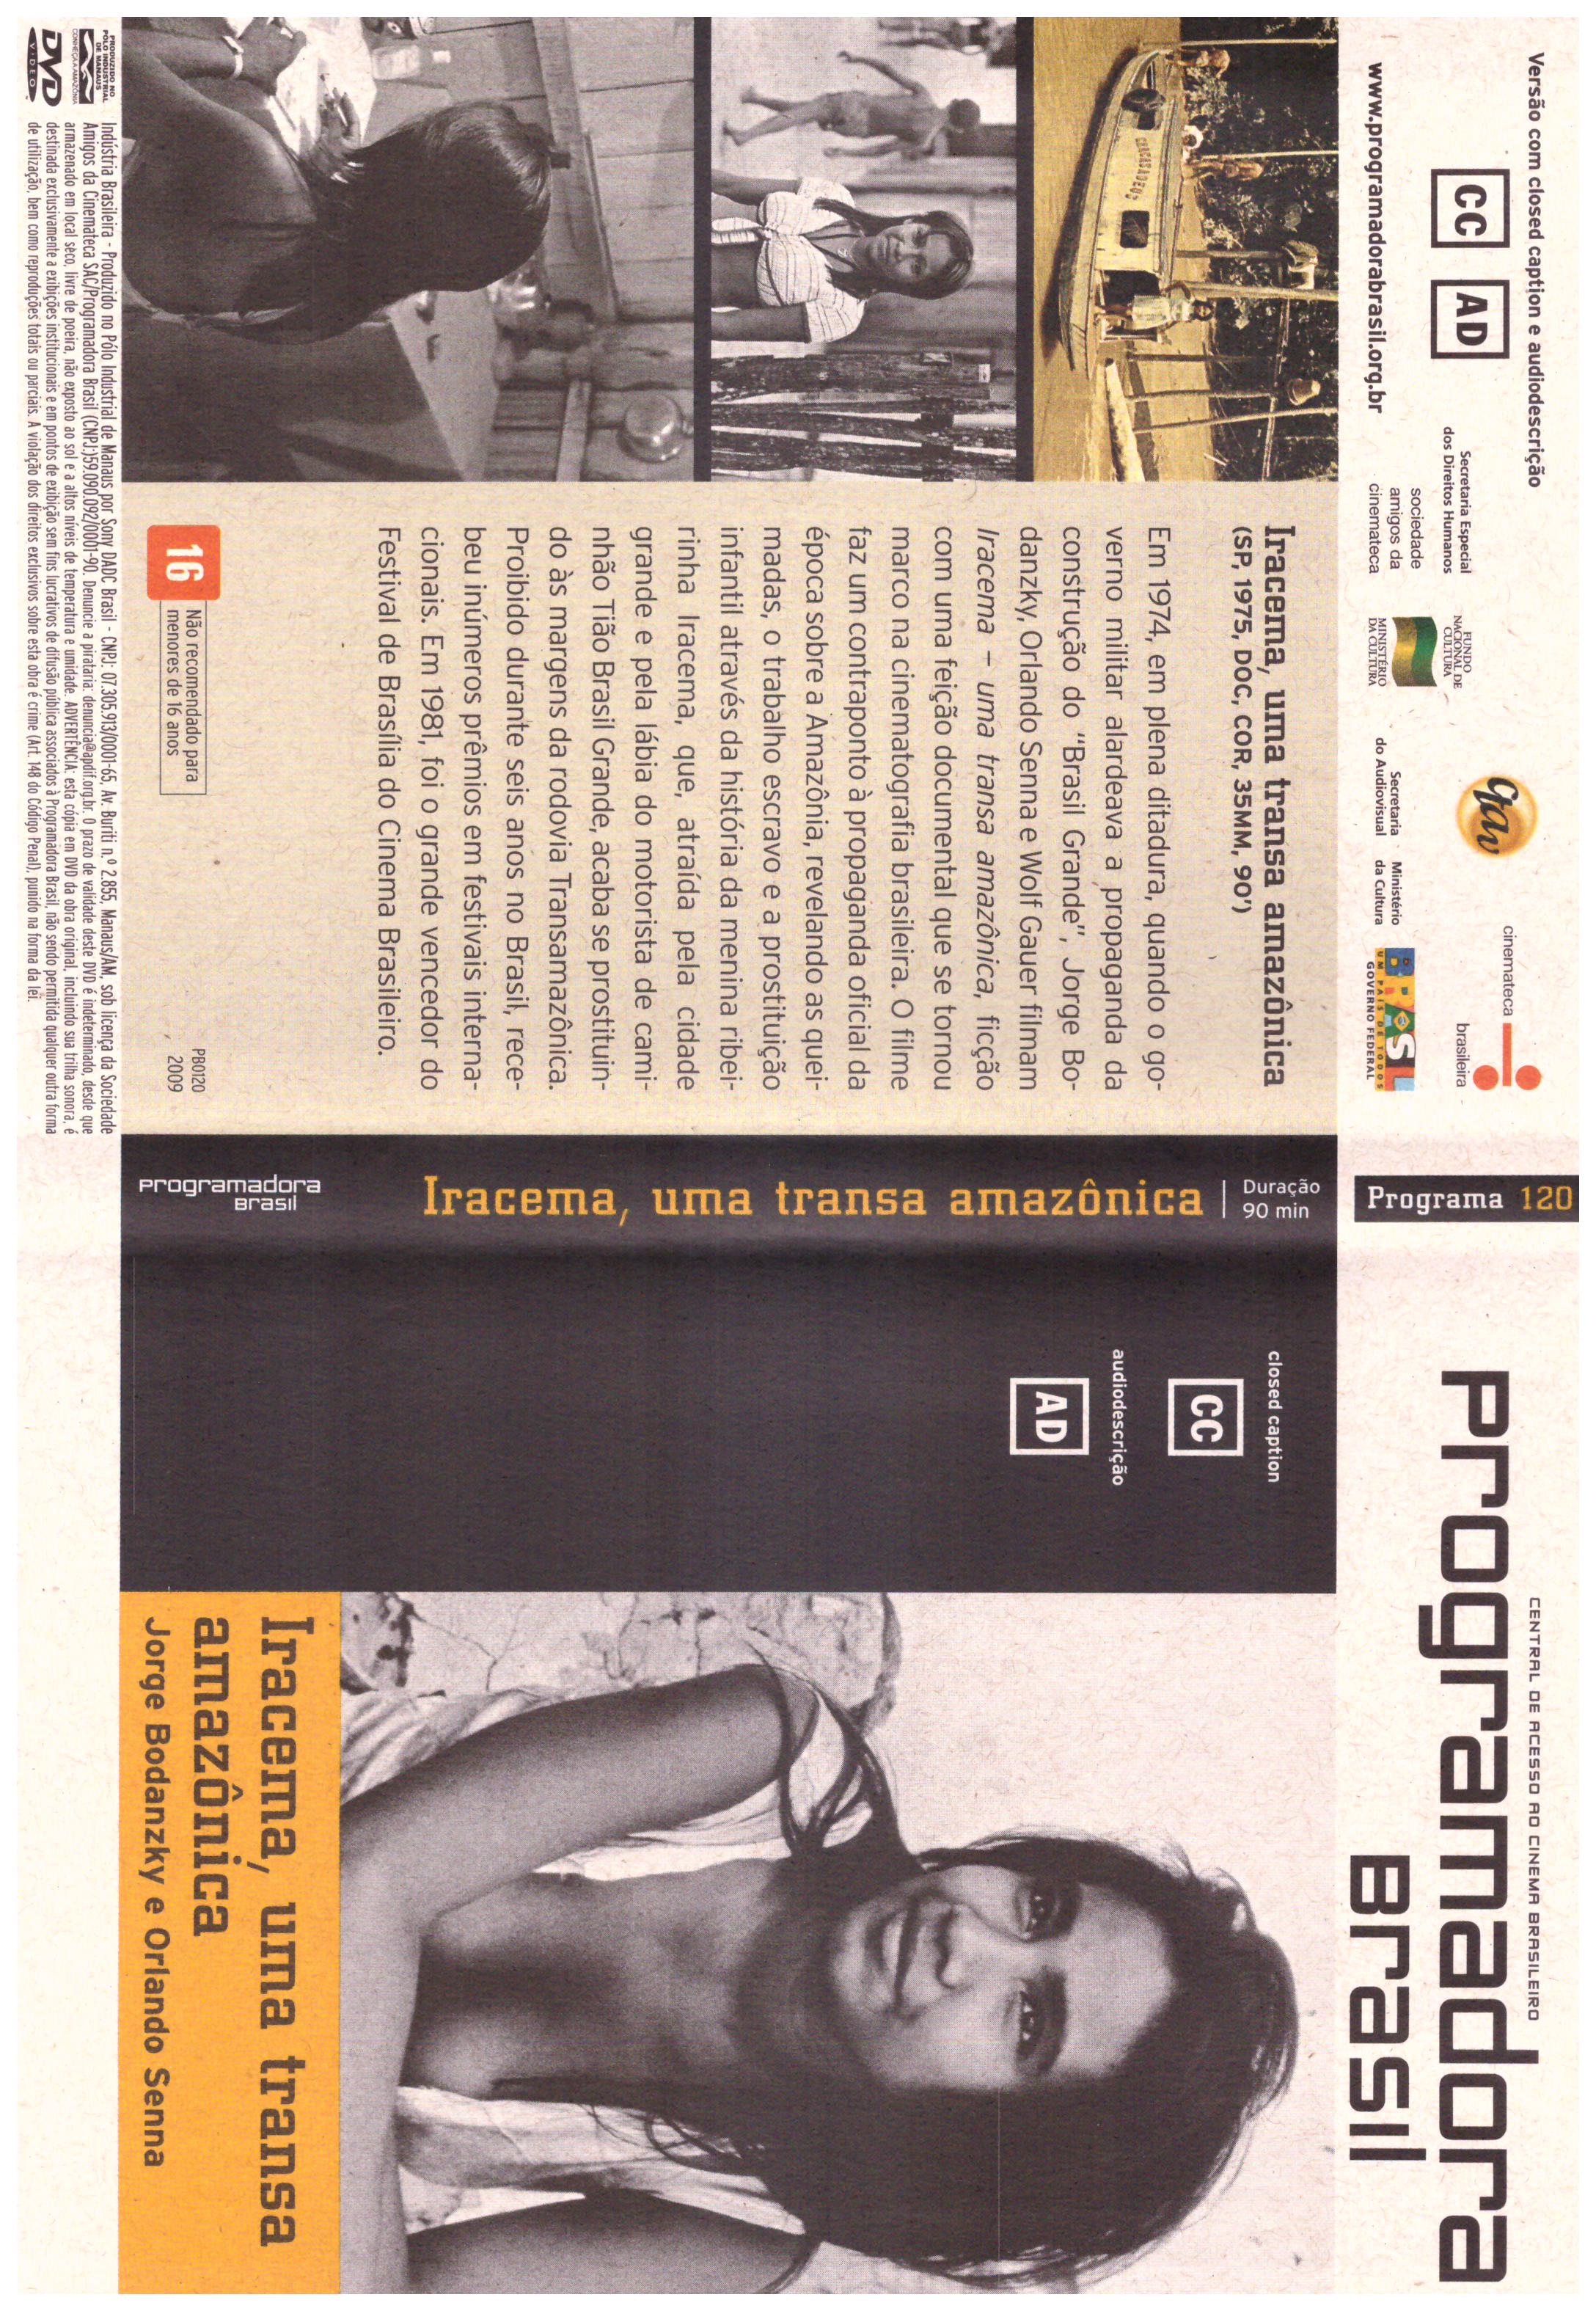 Versão com closed caption e audiodescrição
CC AD
www.programadorabrasil.org.br
Secretaria Especial
dos Direitos Humanos
sociedade
amigos da
cinemateca
FUNDO
NACIONAL DE
CULTURA
MINISTÉRIO
DA CULTURA
qav
Secretaria
do Audiovisual
Ministério
da Cultura
cinemateca
brasileira
BRASIL
UM PAÍS DE TODOS
GOVERNO FEDERAL
Iracema, uma transa amazônica
(SP, 1975, DOC, COR, 35MM, 90')
Em 1974, em plena ditadura, quando o go-
verno militar alardeava a propaganda da
construção do “Brasil Grande”, Jorge Bo-
danzky, Orlando Senna e Wolf Gauer filmam
Iracema – uma transa amazônica, ficção
com uma feição documental que se tornou
marco na cinematografia brasileira. O filme
faz um contraponto à propaganda oficial da
época sobre a Amazônia, revelando as quei-
madas, o trabalho escravo e a prostituição
infantil através da história da menina ribei-
rinha Iracema, que, atraída pela cidade
grande e pela lábia do motorista de cami-
nhão Tião Brasil Grande, acaba se prostituin-
do às margens da rodovia Transamazônica.
Proibido durante seis anos no Brasil, rece-
beu inúmeros prêmios em festivais interna-
cionais. Em 1981, foi o grande vencedor do
Festival de Brasília do Cinema Brasileiro.
16
Não recomendado para
menores de 16 anos
PB0120
2009
PRODUZIDO NO
PÓLO INDUSTRIAL
DE MANAUS
CONHEÇA A AMAZÔNIA
DVD
VIDEO
Indústria Brasileira - Produzido no Pólo Industrial de Manaus por Sony DADC Brasil - CNPJ: 07.305.913/0001-65, Av. Buriti n.º 2.855, Manaus/AM, sob licença da Sociedade
Amigos da Cinemateca SAC/Programadora Brasil (CNPJ:)59.090.092/0001-90. Denuncie a pirataria: denuncia@apdif.org.br. O prazo de validade deste DVD é indeterminado, desde que
armazenado em local seco, livre de poeira, não exposto ao sol e a altos níveis de temperatura e umidade. ADVERTÊNCIA: esta cópia em DVD da obra original, incluindo sua trilha sonora, é
destinada exclusivamente a exibições institucionais e em pontos de exibição sem fins lucrativos de difusão pública associados à Programadora Brasil, não sendo permitida qualquer outra forma
de utilização, bem como reproduções totais ou parciais. A violação dos direitos exclusivos sobre esta obra é crime (Art. 148 do Código Penal), punido na forma da lei.
Programa 120
Duração
90 min
Iracema, uma transa amazônica
programadora
Brasil
CENTRAL DE ACESSO AO CINEMA BRASILEIRO
programadora
Brasil
closed caption
CC
audiodescrição
AD
Iracema, uma transa
amazônica
Jorge Bodanzky e Orlando Senna